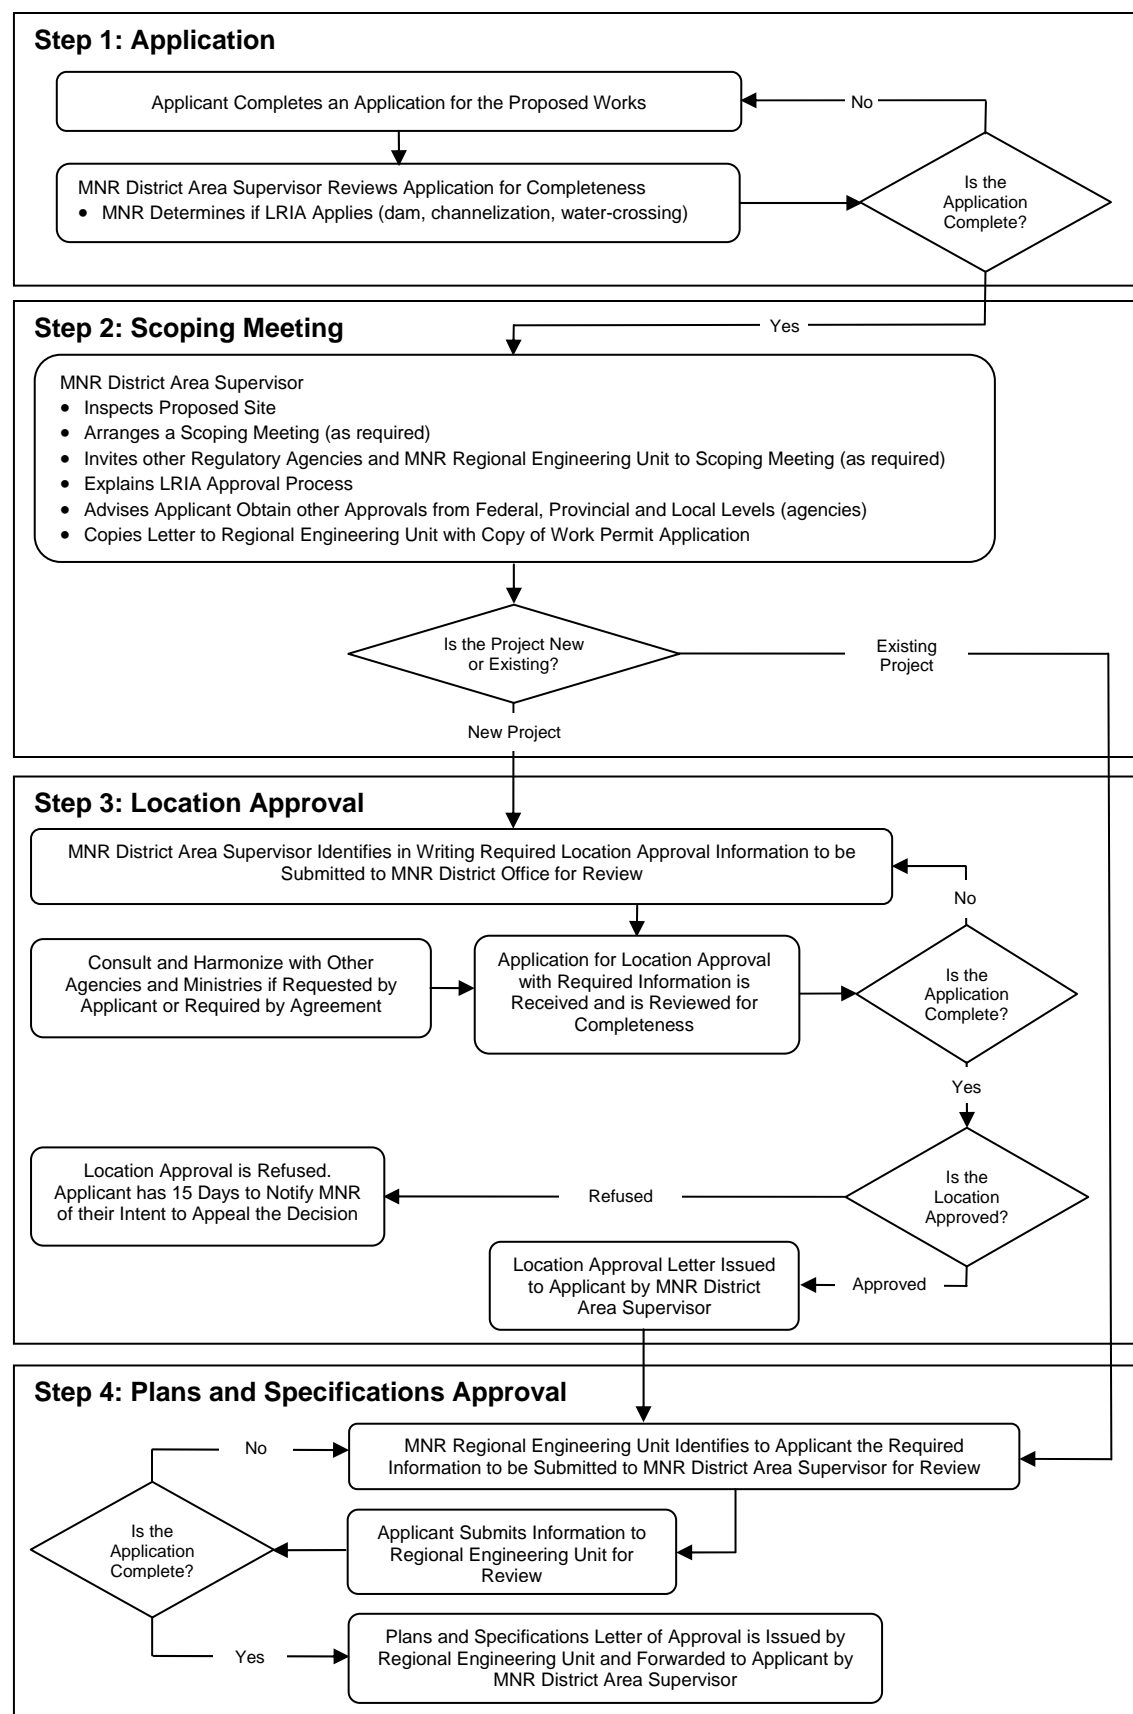 Step 1: Application
Applicant Completes an Application for the Proposed Works
No
MNR District Area Supervisor Reviews Application for Completeness
• MNR Determines if LRIA Applies (dam, channelization, water-crossing)
Is the
Application
Complete?
Step 2: Scoping Meeting
Yes
MNR District Area Supervisor
• Inspects Proposed Site
• Arranges a Scoping Meeting (as required)
• Invites other Regulatory Agencies and MNR Regional Engineering Unit to Scoping Meeting (as required)
• Explains LRIA Approval Process
• Advises Applicant Obtain other Approvals from Federal, Provincial and Local Levels (agencies)
• Copies Letter to Regional Engineering Unit with Copy of Work Permit Application
Is the Project New
or Existing?
Existing
Project
New Project
Step 3: Location Approval
MNR District Area Supervisor Identifies in Writing Required Location Approval Information to be
Submitted to MNR District Office for Review
No
Consult and Harmonize with Other
Agencies and Ministries if Requested by
Applicant or Required by Agreement
Application for Location Approval
with Required Information is
Received and is Reviewed for
Completeness
Is the
Application
Complete?
Yes
Location Approval is Refused.
Applicant has 15 Days to Notify MNR
of their Intent to Appeal the Decision
Refused
Is the
Location
Approved?
Location Approval Letter Issued
to Applicant by MNR District
Area Supervisor
Approved
Step 4: Plans and Specifications Approval
No
MNR Regional Engineering Unit Identifies to Applicant the Required
Information to be Submitted to MNR District Area Supervisor for Review
Is the
Application
Complete?
Applicant Submits Information to
Regional Engineering Unit for
Review
Yes
Plans and Specifications Letter of Approval is Issued by
Regional Engineering Unit and Forwarded to Applicant by
MNR District Area Supervisor